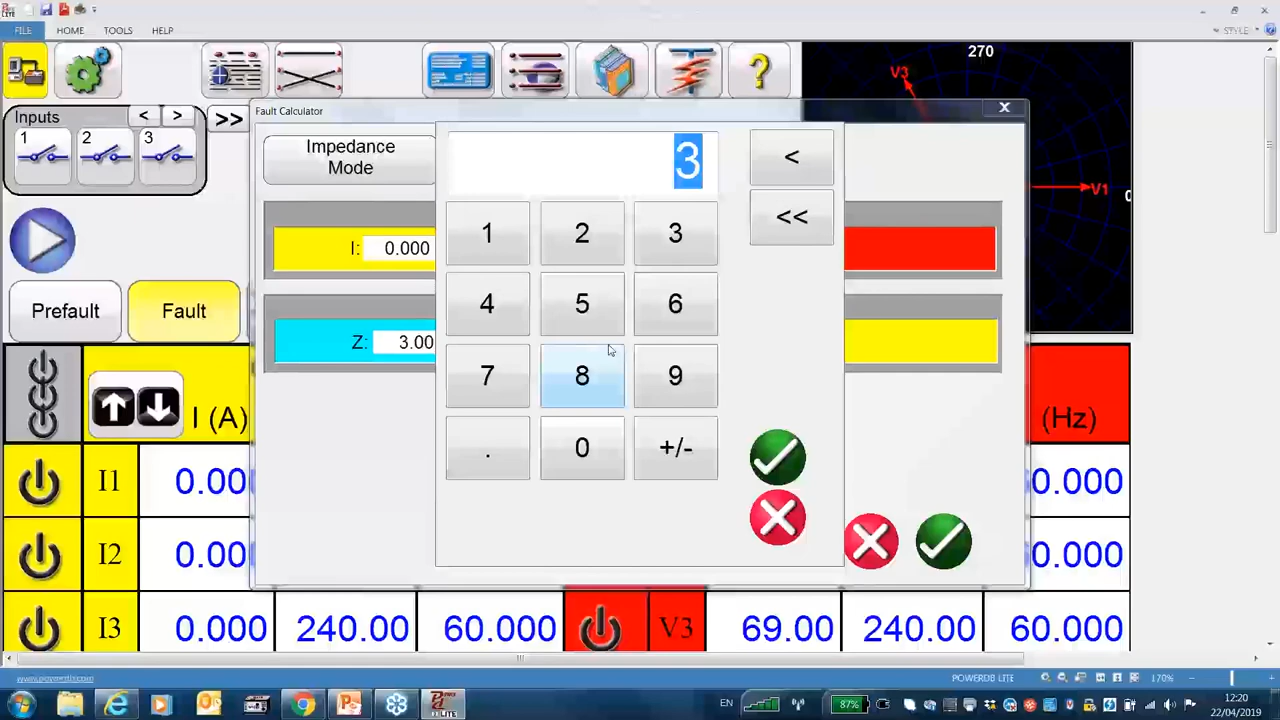 FILE HOME TOOLS HELP STYLE
270
V3
V1
0
Inputs < > >>
1 2 3
Fault Calculator X
Impedance
Mode
3
<
<<
1 2 3
4 5 6
7 8 9
. 0 +/-
I: 0.000
Z: 3.00
Prefault Fault
I (A) (Hz)
I1 0.00 0.000
I2 0.00 0.000
I3 0.000 240.00 60.000 V3 69.00 240.00 60.000
www.powerdb.com POWERDB LITE 170%
EN 87% 12:20
22/04/2019